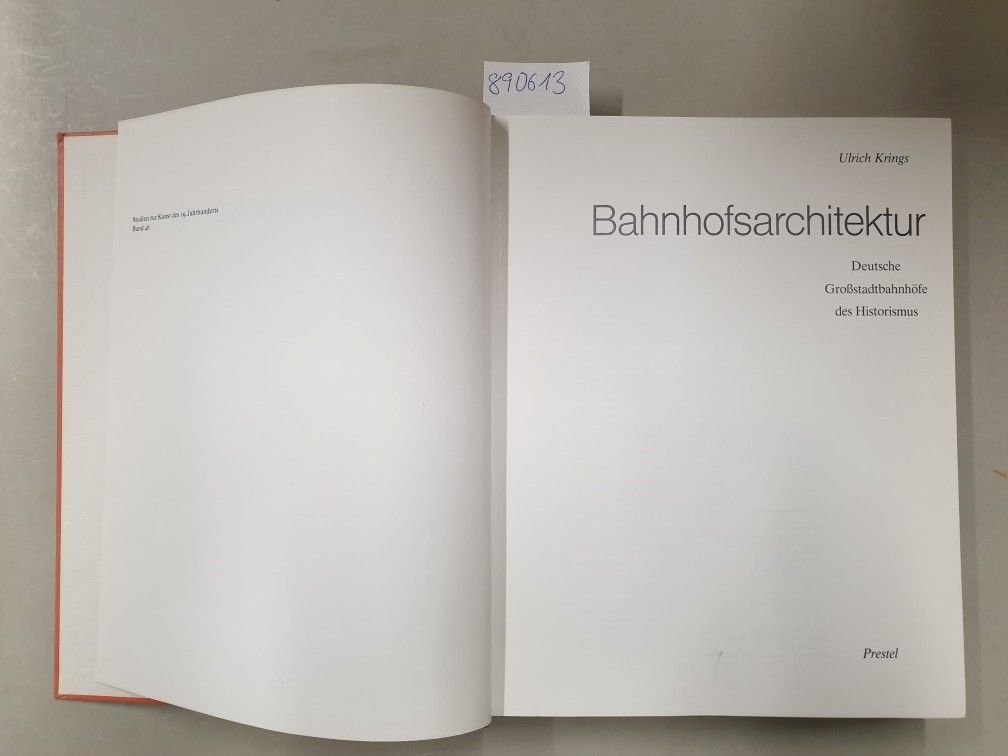 890613
Studien zur Kunst des 19. Jahrhunderts
Band 46
Ulrich Krings
Bahnhofsarchitektur
Deutsche
Großstadtbahnhöfe
des Historismus
Prestel